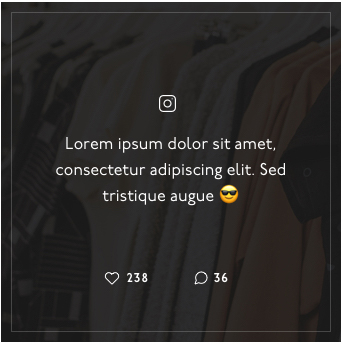 Lorem ipsum dolor sit amet,
consectetur adipiscing elit. Sed
tristique augue 😎
238 36